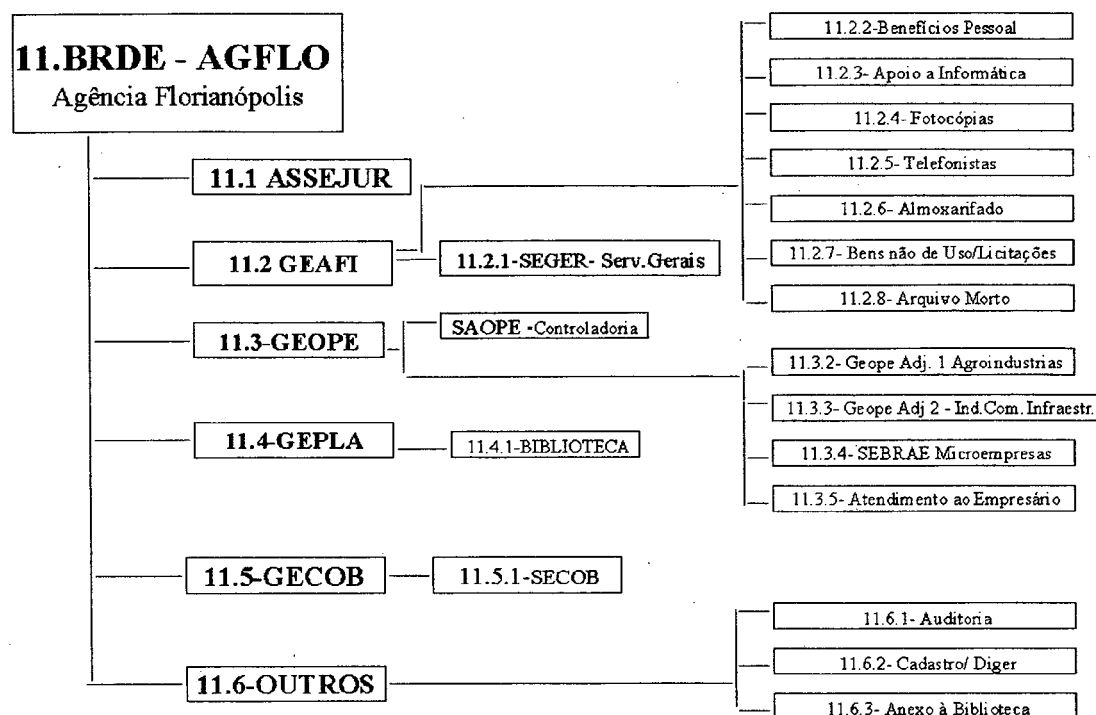 11.BRDE - AGFLO
Agência Florianópolis
11.1 ASSEJUR
11.2 GEAFI
11.2.1-SEGER- Serv.Gerais
11.2.2-Benefícios Pessoal
11.2.3- Apoio a Informática
11.2.4- Fotocópias
11.2.5- Telefonistas
11.2.6- Almoxarifado
11.2.7- Bens não de Uso/Licitações
11.2.8- Arquivo Morto
11.3-GEOPE
SAOPE -Controladoria
11.3.2- Geope Adj. 1 Agroindustrias
11.3.3- Geope Adj 2 - Ind.Com. Infraestr.
11.3.4- SEBRAE Microempresas
11.3.5- Atendimento ao Empresário
11.4-GEPLA
11.4.1-BIBLIOTECA
11.5-GECOB
11.5.1-SECOB
11.6-OUTROS
11.6.1- Auditoria
11.6.2- Cadastro/ Diger
11.6.3- Anexo à Biblioteca